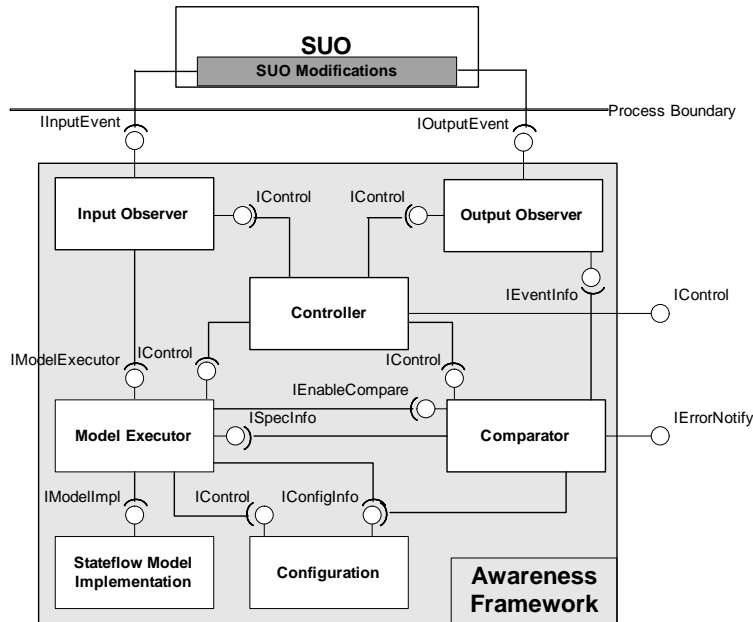 SUO
SUO Modifications
Process Boundary
IInputEvent
IOutputEvent
Input Observer
IControl
IControl
Output Observer
IEventInfo
IControl
Controller
IModelExecutor
IControl
IControl
IEnableCompare
ISpecInfo
IErrorNotify
Model Executor
Comparator
IModelImpl
IControl
IConfigInfo
Stateflow Model
Implementation
Configuration
Awareness
Framework